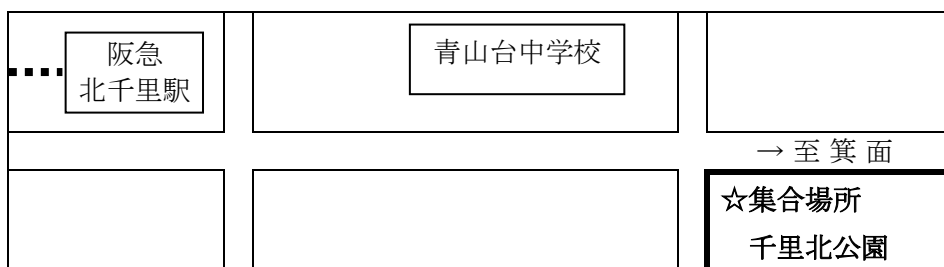 阪急
北千里駅
青山台中学校
→至箕面
☆集合場所
千里北公園